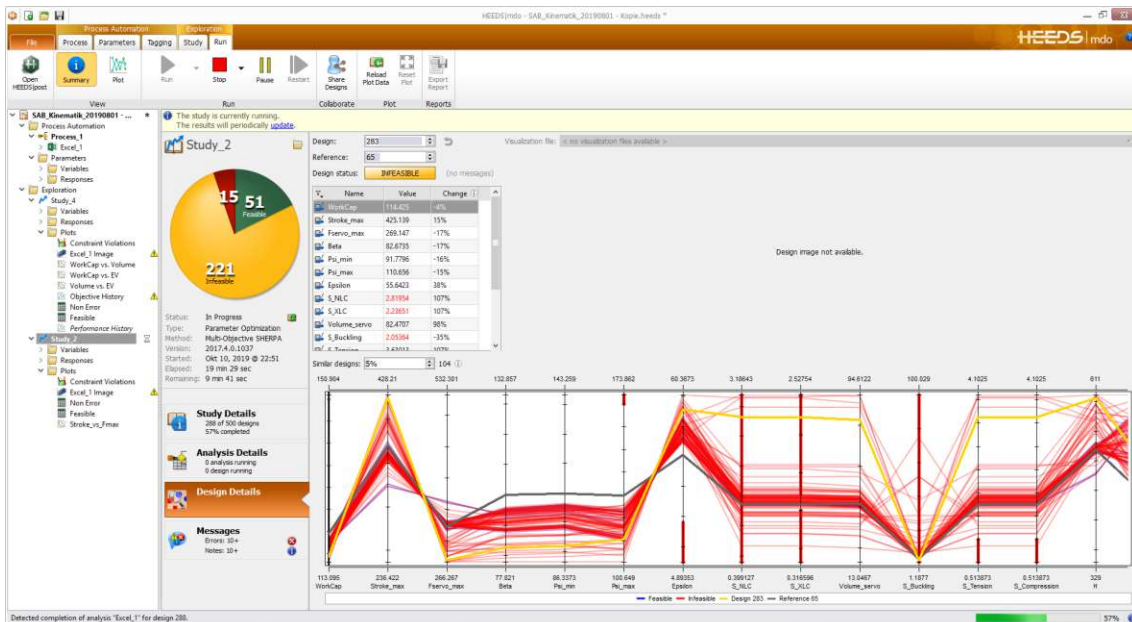 HEEDS|mdo - SAB_Kinematik_20190801 - Kopie.heeds *
Process Automation
Exploration
File
Process
Parameters
Tagging
Study
Run
HEEDS | mdo
Open HEEDS|post
Summary
Plot
Run
Stop
Pause
Restart
Share Designs
Reload Plot Data
Reset Plot
Export Report
View
Run
Collaborate
Plot
Reports
SAB_Kinematik_20190801 - ... *
Process Automation
Process_1
Excel_1
Parameters
Variables
Responses
Exploration
Study_4
Variables
Responses
Plots
Constraint Violations
Excel_1 Image
WorkCap vs. Volume
WorkCap vs. EV
Volume vs. EV
Objective History
Non Error
Feasible
Performance History
Study_2
Variables
Responses
Plots
Constraint Violations
Excel_1 Image
Non Error
Feasible
Stroke_vs_Fmax
The study is currently running.
The results will periodically update.
Study_2
15
51
Feasible
221
Infeasible
Status: In Progress
Type: Parameter Optimization
Method: Multi-Objective SHERPA
Version: 2017.4.0.1037
Started: Okt 10, 2019 @ 22:51
Elapsed: 19 min 29 sec
Remaining: 9 min 41 sec
Study Details
288 of 500 designs
57% completed
Analysis Details
0 analysis running
0 design running
Design Details
Messages
Errors: 10+
Notes: 10+
Design: 283
Reference: 65
Design status: INFEASIBLE (no messages)
Visualization file: < no visualization files available >
Name Value Change
WorkCap 114.425 -4%
Stroke_max 425.139 15%
Fservo_max 269.147 -17%
Beta 82.6735 -17%
Psi_min 91.7796 -16%
Psi_max 110.656 -15%
Epsilon 55.6423 38%
S_NLC 2.81954 107%
S_XLC 2.23651 107%
Volume_servo 82.4707 98%
S_Buckling 2.05364 -35%
S_Tension 3.63013 107%
Design image not available.
Similar designs: 5% 104
150.904 428.21 532.301 132.857 143.259 173.862 60.3673 3.18643 2.52754 94.6122 100.029 4.1025 4.1025 611
113.095 236.422 266.267 77.821 86.3373 100.649 4.89353 0.399127 0.316596 13.0467 1.1877 0.513873 0.513873 329
WorkCap Stroke_max Fservo_max Beta Psi_min Psi_max Epsilon S_NLC S_XLC Volume_servo S_Buckling S_Tension S_Compression H
Feasible Infeasible Design 283 Reference 65
Detected completion of analysis "Excel_1" for design 288.
57%